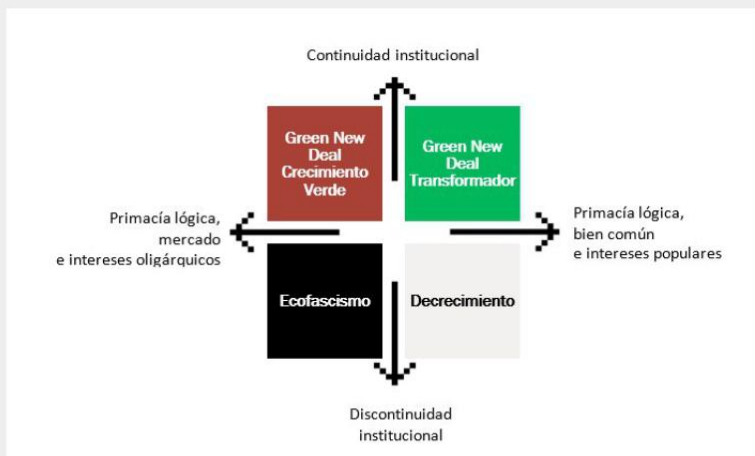 Continuidad institucional
Green New
Deal
Crecimiento
Verde
Green New
Deal
Transformador
Primacía lógica,
mercado
e intereses oligárquicos
Primacía lógica,
bien común
e intereses populares
Ecofascismo
Decrecimiento
Discontinuidad
institucional